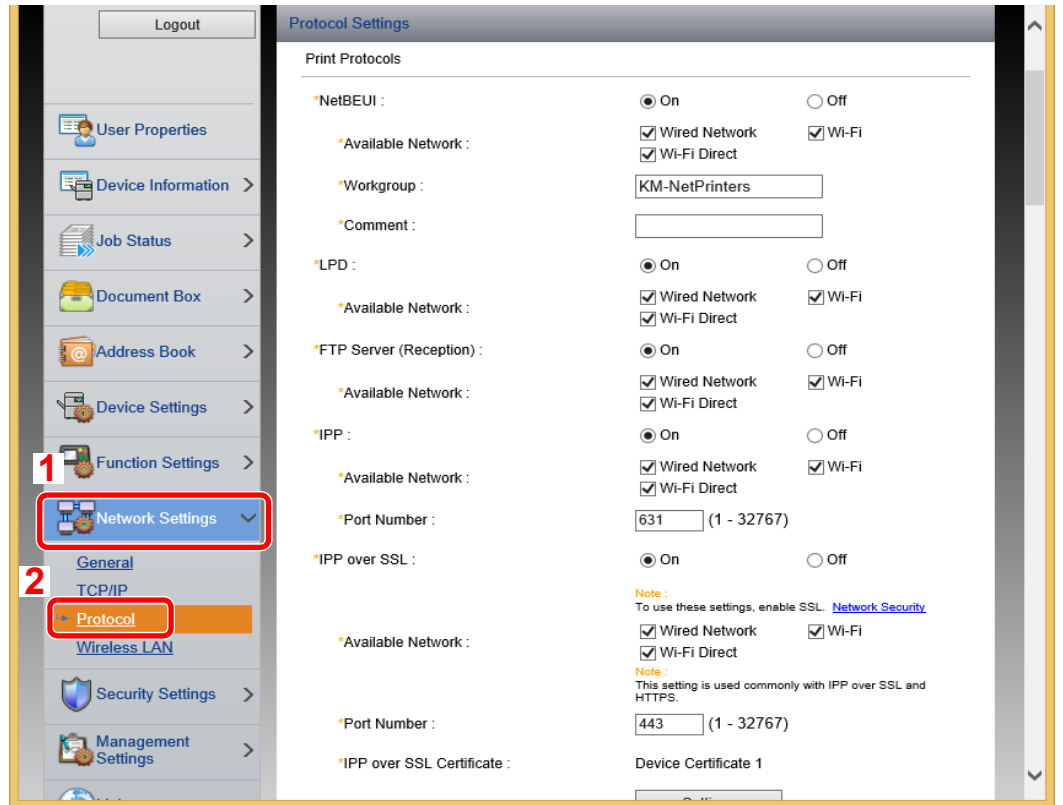 Logout
Protocol Settings
Print Protocols
*NetBEUI : On Off
*Available Network : Wired Network Wi-Fi
Wi-Fi Direct
*Workgroup : KM-NetPrinters
*Comment :
*LPD : On Off
*Available Network : Wired Network Wi-Fi
Wi-Fi Direct
*FTP Server (Reception) : On Off
*Available Network : Wired Network Wi-Fi
Wi-Fi Direct
*IPP : On Off
*Available Network : Wired Network Wi-Fi
Wi-Fi Direct
*Port Number : 631 (1 - 32767)
*IPP over SSL : On Off
Note :
To use these settings, enable SSL. Network Security
*Available Network : Wired Network Wi-Fi
Wi-Fi Direct
Note :
This setting is used commonly with IPP over SSL and
HTTPS.
*Port Number : 443 (1 - 32767)
*IPP over SSL Certificate : Device Certificate 1
User Properties
Device Information
Job Status
Document Box
Address Book
Device Settings
Function Settings
1
Network Settings
General
2
TCP/IP
Protocol
Wireless LAN
Security Settings
Management
Settings